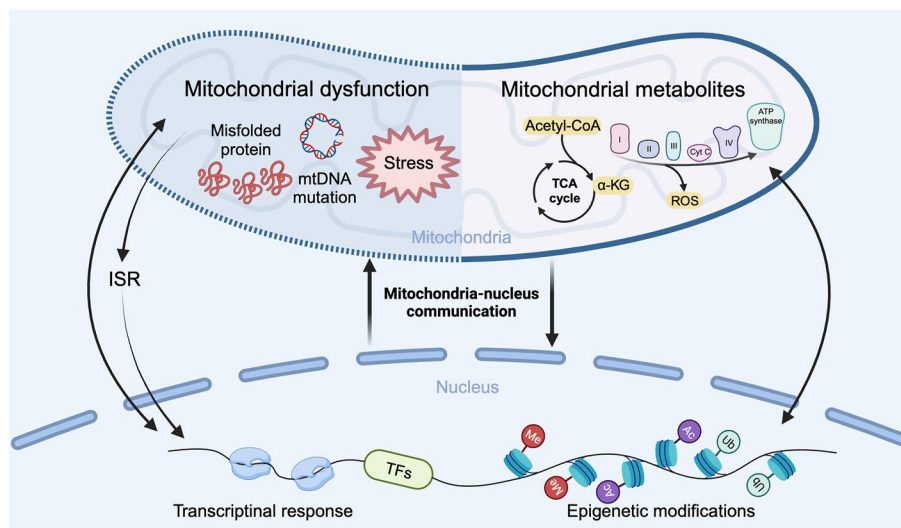 Mitochondrial dysfunction
Misfolded
protein
mtDNA
mutation
Stress
Mitochondrial metabolites
Acetyl-CoA
TCA
cycle
α-KG
I
II
III
Cyt C
IV
ATP
synthase
ROS
Mitochondria
ISR
Mitochondria-nucleus
communication
Nucleus
TFs
Me
Me
Ac
Ac
Ub
Ub
Transcriptinal response
Epigenetic modifications